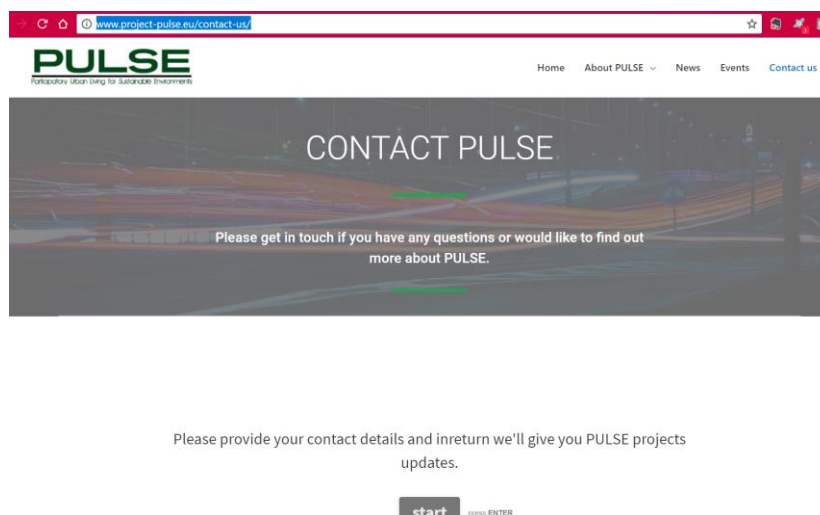 www.project-pulse.eu/contact-us/
PULSE
Participatory Urban Living for Sustainable Environments
Home About PULSE News Events Contact us
CONTACT PULSE
Please get in touch if you have any questions or would like to find out
more about PULSE.
Please provide your contact details and inreturn we'll give you PULSE projects
updates.
start press ENTER